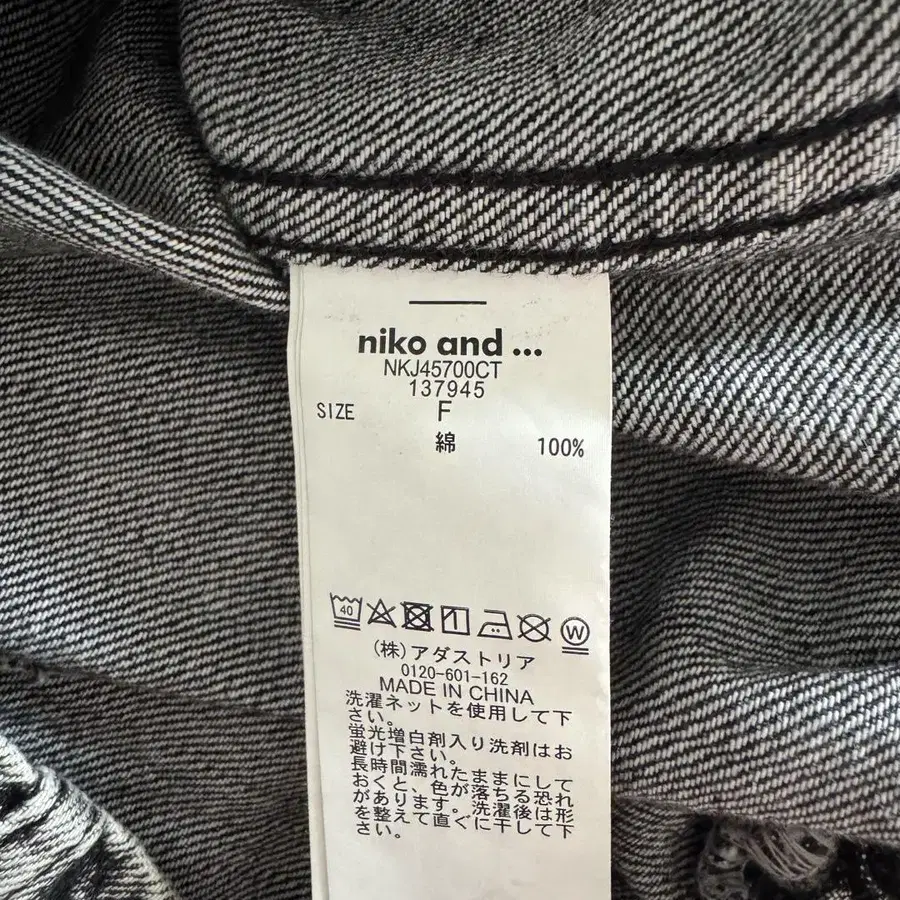 niko and ...
NKJ45700CT
137945
SIZE F
綿 100%
40
W
(株)アダストリア
0120-601-162
MADE IN CHINA
洗濯ネットを使用して下
さい。
蛍光増白剤入り洗剤はお
避け下さい。
長時間濡れたままにして
おくと、色が落ちる恐れ
があります。洗濯後は形
を整えて直ぐに干して下
さい。